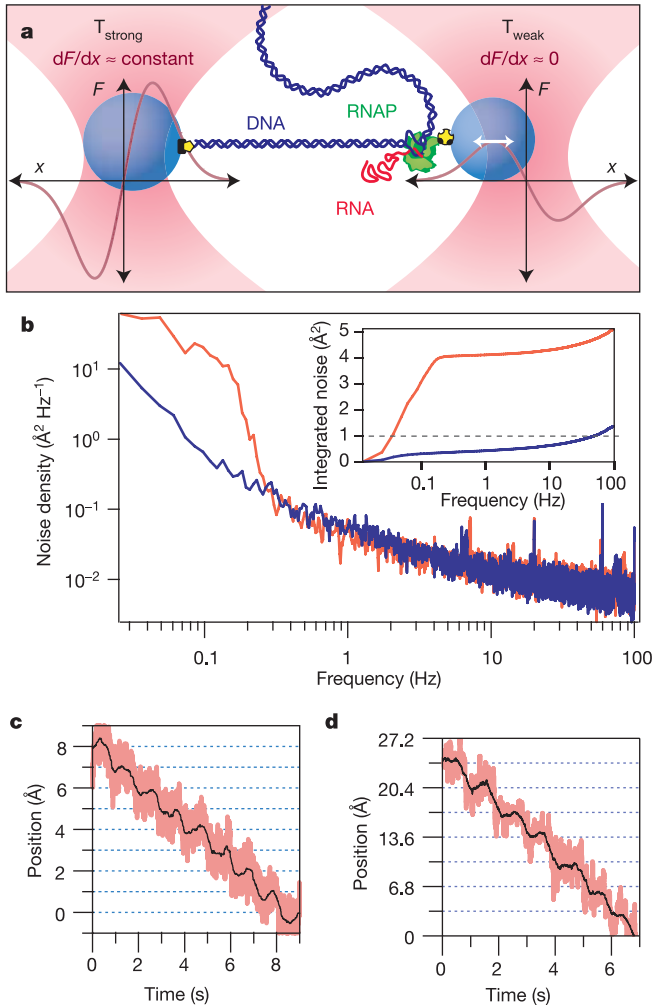 a
T strong
dF/dx ≈ constant
F
x
DNA
RNAP
RNA
T weak
dF/dx ≈ 0
F
x
b
Noise density (Å² Hz⁻¹)
10¹
10⁰
10⁻¹
10⁻²
0.1
1
10
100
Frequency (Hz)
Integrated noise (Å²)
5
4
3
2
1
0
0.1
1
10
100
Frequency (Hz)
c
Position (Å)
8
6
4
2
0
0
2
4
6
8
Time (s)
d
Position (Å)
27.2
20.4
13.6
6.8
0
0
2
4
6
Time (s)